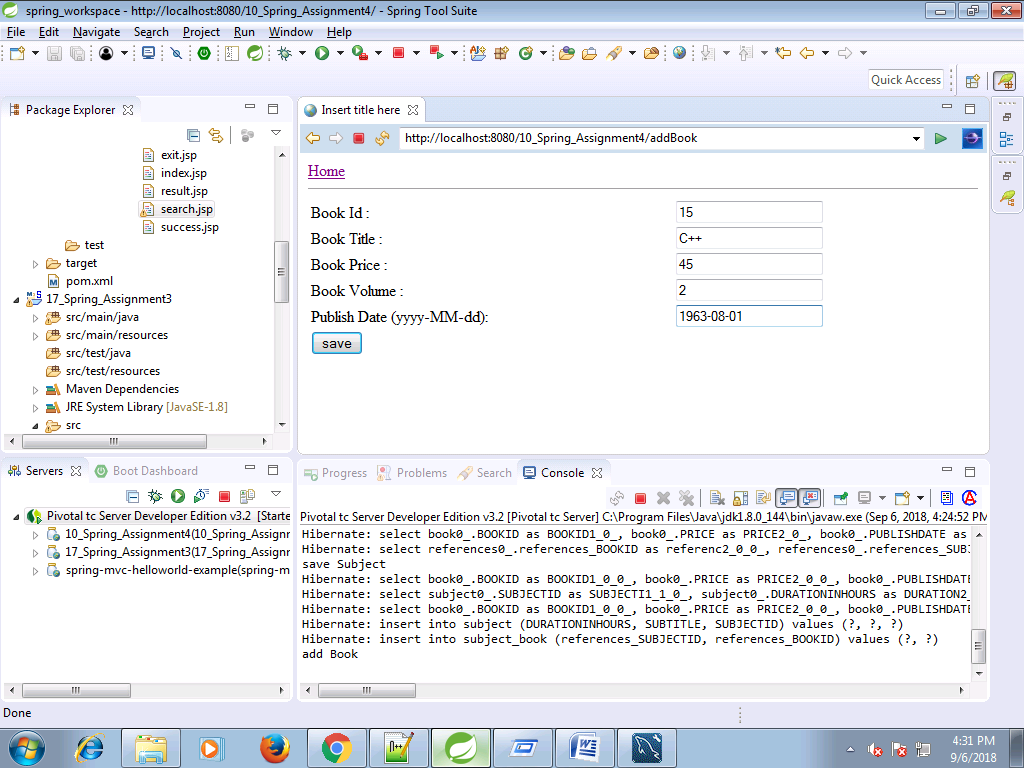 spring_workspace - http://localhost:8080/10_Spring_Assignment4/ - Spring Tool Suite
File Edit Navigate Search Project Run Window Help
Quick Access
Package Explorer
exit.jsp
index.jsp
result.jsp
search.jsp
success.jsp
test
target
pom.xml
17_Spring_Assignment3
src/main/java
src/main/resources
src/test/java
src/test/resources
Maven Dependencies
JRE System Library [JavaSE-1.8]
src
Insert title here
http://localhost:8080/10_Spring_Assignment4/addBook
Home
Book Id : 15
Book Title : C++
Book Price : 45
Book Volume : 2
Publish Date (yyyy-MM-dd): 1963-08-01
save
Servers Boot Dashboard
Pivotal tc Server Developer Edition v3.2 [Starte
10_Spring_Assignment4(10_Spring_Assignr
17_Spring_Assignment3(17_Spring_Assignr
spring-mvc-helloworld-example(spring-m
Progress Problems Search Console
Pivotal tc Server Developer Edition v3.2 [Pivotal tc Server] C:\Program Files\Java\jdk1.8.0_144\bin\javaw.exe (Sep 6, 2018, 4:24:52 PM
Hibernate: select book0_.BOOKID as BOOKID1_0_, book0_.PRICE as PRICE2_0_, book0_.PUBLISHDATE as
Hibernate: select references0_.references_BOOKID as referenc2_0_0_, references0_.references_SUBJ
save Subject
Hibernate: select book0_.BOOKID as BOOKID1_0_0_, book0_.PRICE as PRICE2_0_0_, book0_.PUBLISHDATE
Hibernate: select subject0_.SUBJECTID as SUBJECTI1_1_0_, subject0_.DURATIONINHOURS as DURATION2_
Hibernate: select book0_.BOOKID as BOOKID1_0_0_, book0_.PRICE as PRICE2_0_0_, book0_.PUBLISHDATE
Hibernate: insert into subject (DURATIONINHOURS, SUBTITLE, SUBJECTID) values (?, ?, ?)
Hibernate: insert into subject_book (references_SUBJECTID, references_BOOKID) values (?, ?)
add Book
Done
4:31 PM
9/6/2018